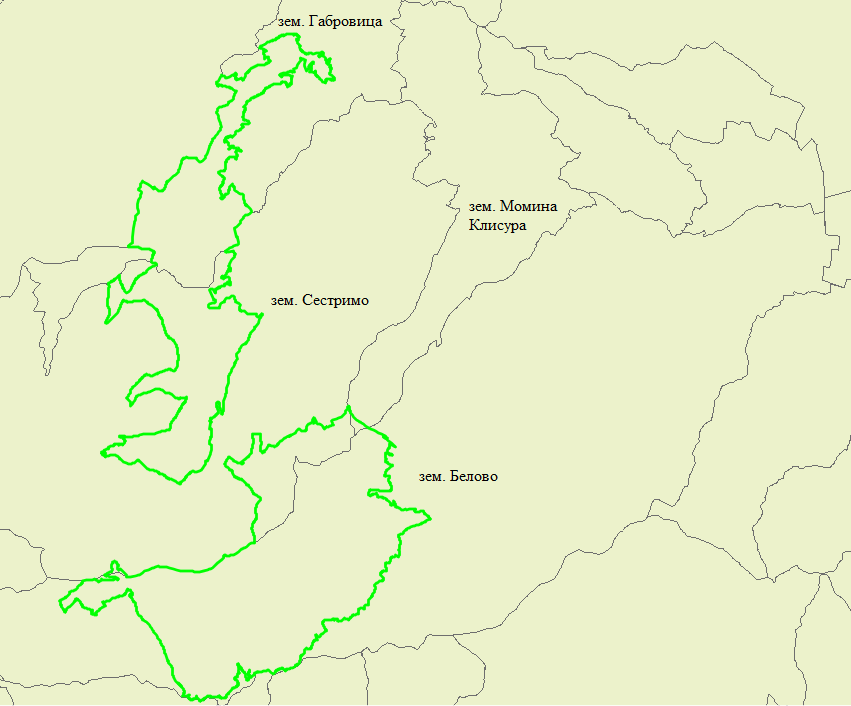 зем. Габровица
зем. Момина
Клисура
зем. Сестримо
зем. Белово